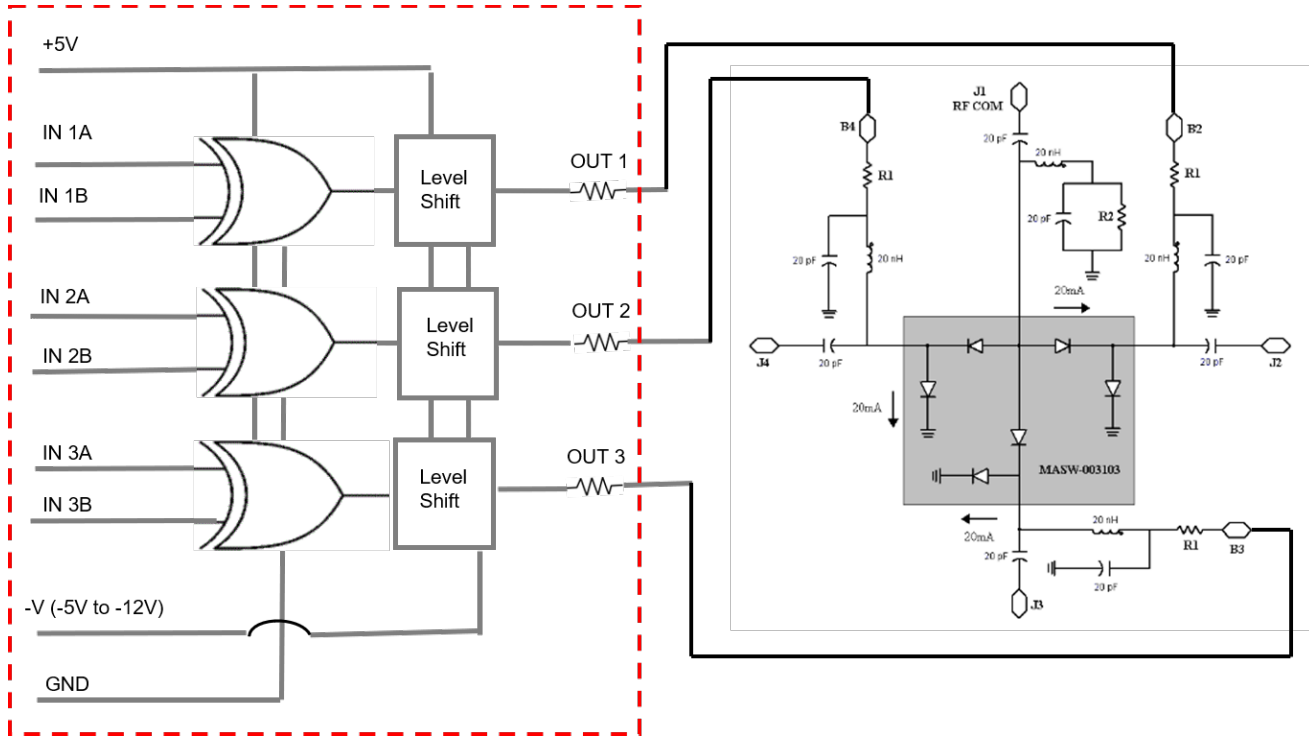 +5V
IN 1A
IN 1B
Level
Shift
OUT 1
IN 2A
IN 2B
Level
Shift
OUT 2
IN 3A
IN 3B
Level
Shift
OUT 3
-V (-5V to -12V)
GND
J1
RF COM
20 pF
20 nH
20 pF
R2
B4
R1
20 pF
20 nH
B2
R1
20 nH
20 pF
20mA
J4
20 pF
20 pF
J2
20mA
MASW-003103
20mA
20 pF
J3
20 nH
20 pF
R1
B3